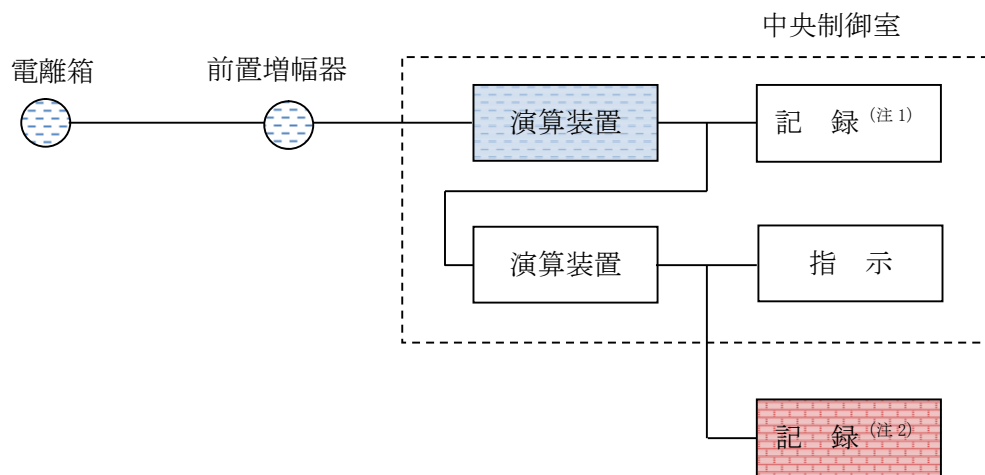 中央制御室
電離箱
前置増幅器
演算装置
記　録(注1)
演算装置
指　示
記　録(注2)